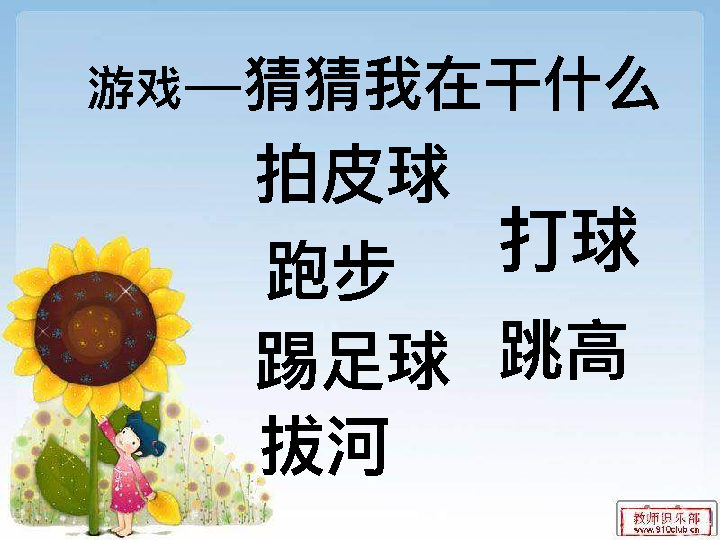 游戏—猜猜我在干什么
拍皮球
打球
跑步
跳高
踢足球
拔河
教师俱乐部
www.910club.cn